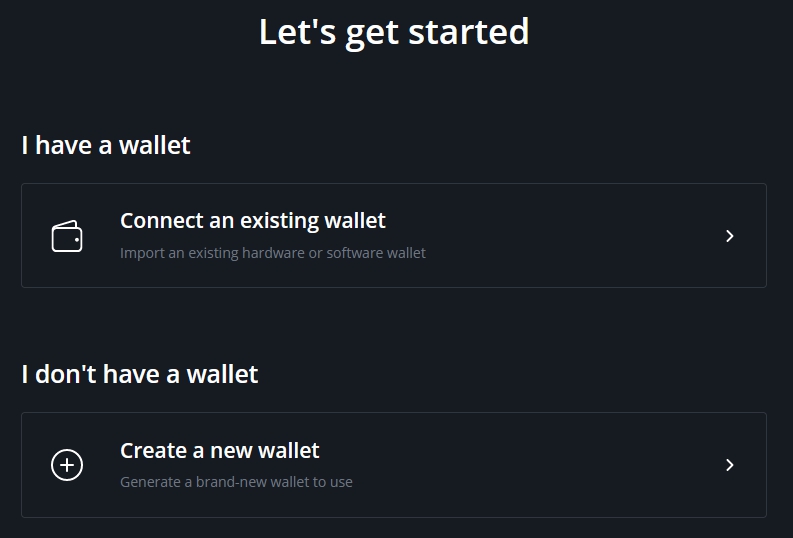 Let's get started
I have a wallet
Connect an existing wallet
Import an existing hardware or software wallet
I don't have a wallet
Create a new wallet
Generate a brand-new wallet to use